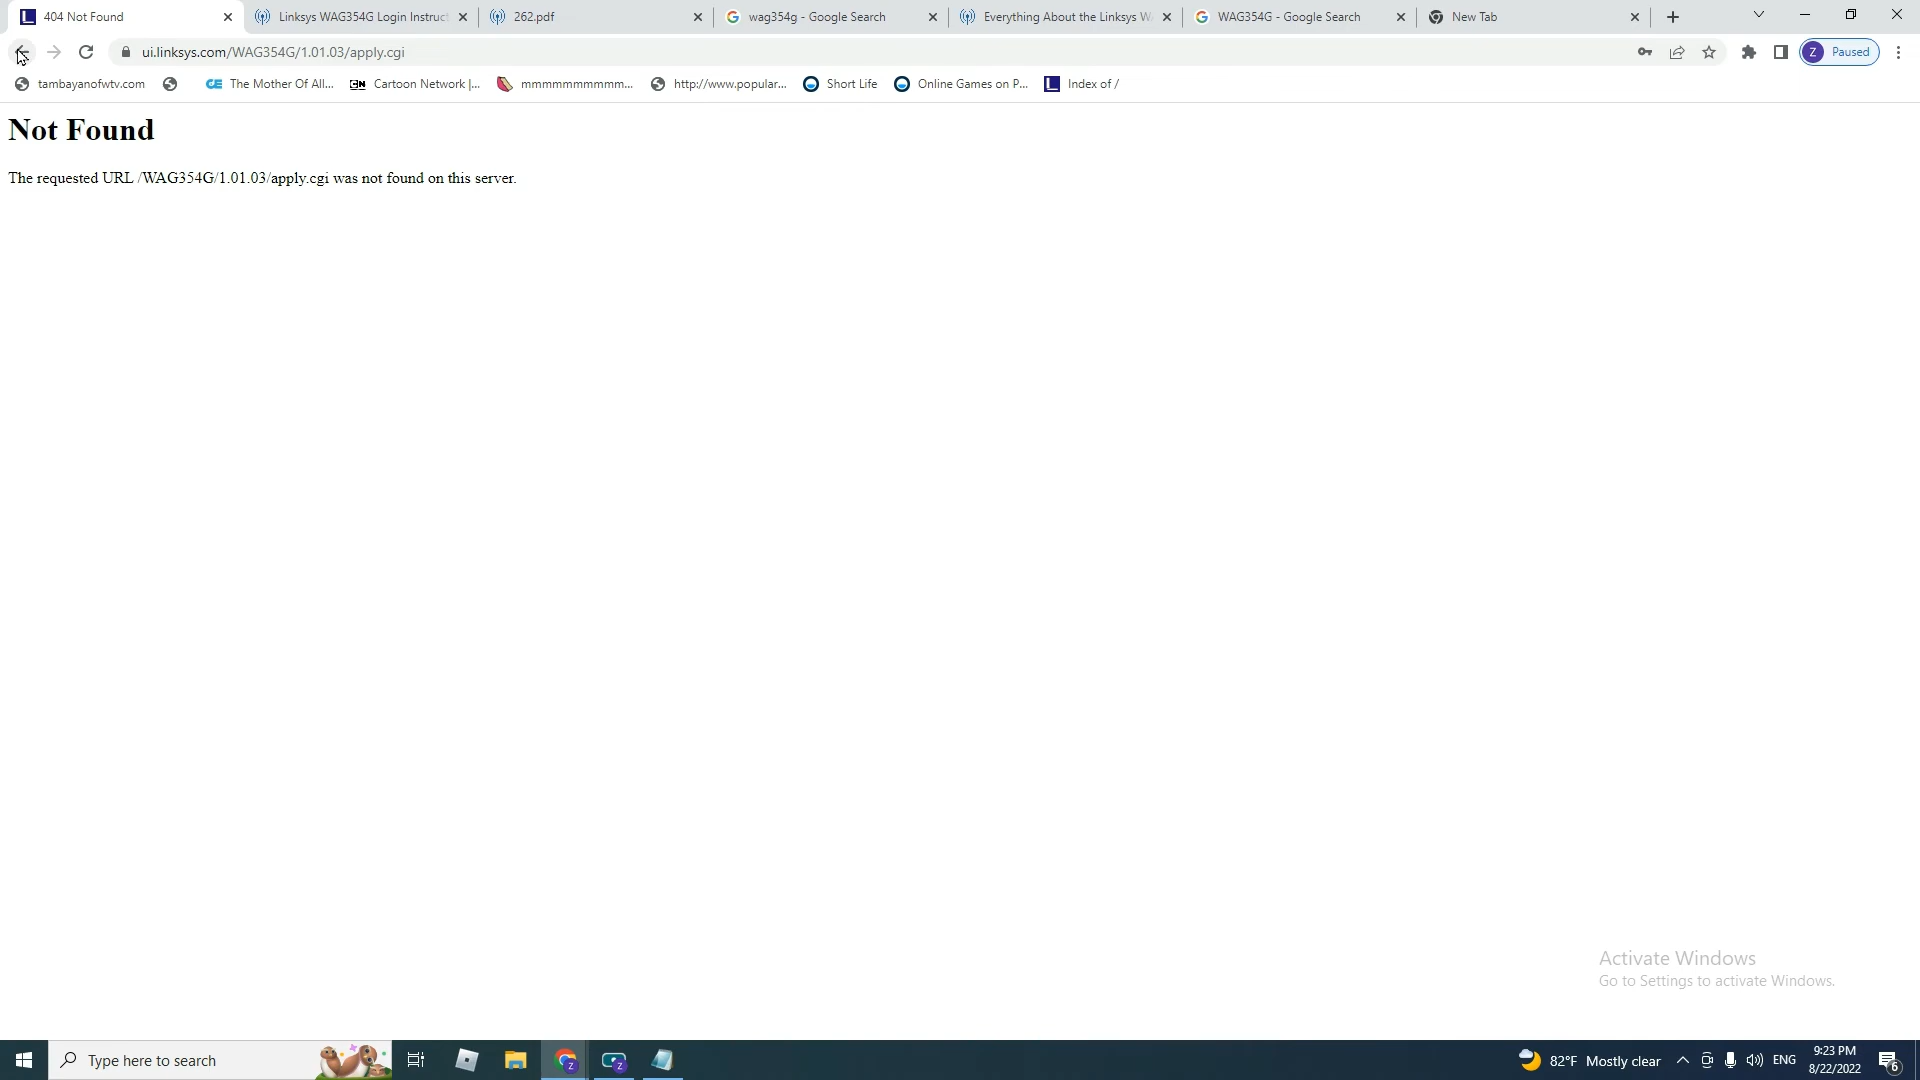 404 Not Found
Linksys WAG354G Login Instruct
262.pdf
wag354g - Google Search
Everything About the Linksys W
WAG354G - Google Search
New Tab
ui.linksys.com/WAG354G/1.01.03/apply.cgi
Z Paused
tambayanofwtv.com
The Mother Of All...
Cartoon Network |...
mmmmmmmmmm...
http://www.popular...
Short Life
Online Games on P...
Index of /
Not Found
The requested URL /WAG354G/1.01.03/apply.cgi was not found on this server.
Activate Windows
Go to Settings to activate Windows.
Type here to search
82°F Mostly clear
ENG
9:23 PM
8/22/2022
6